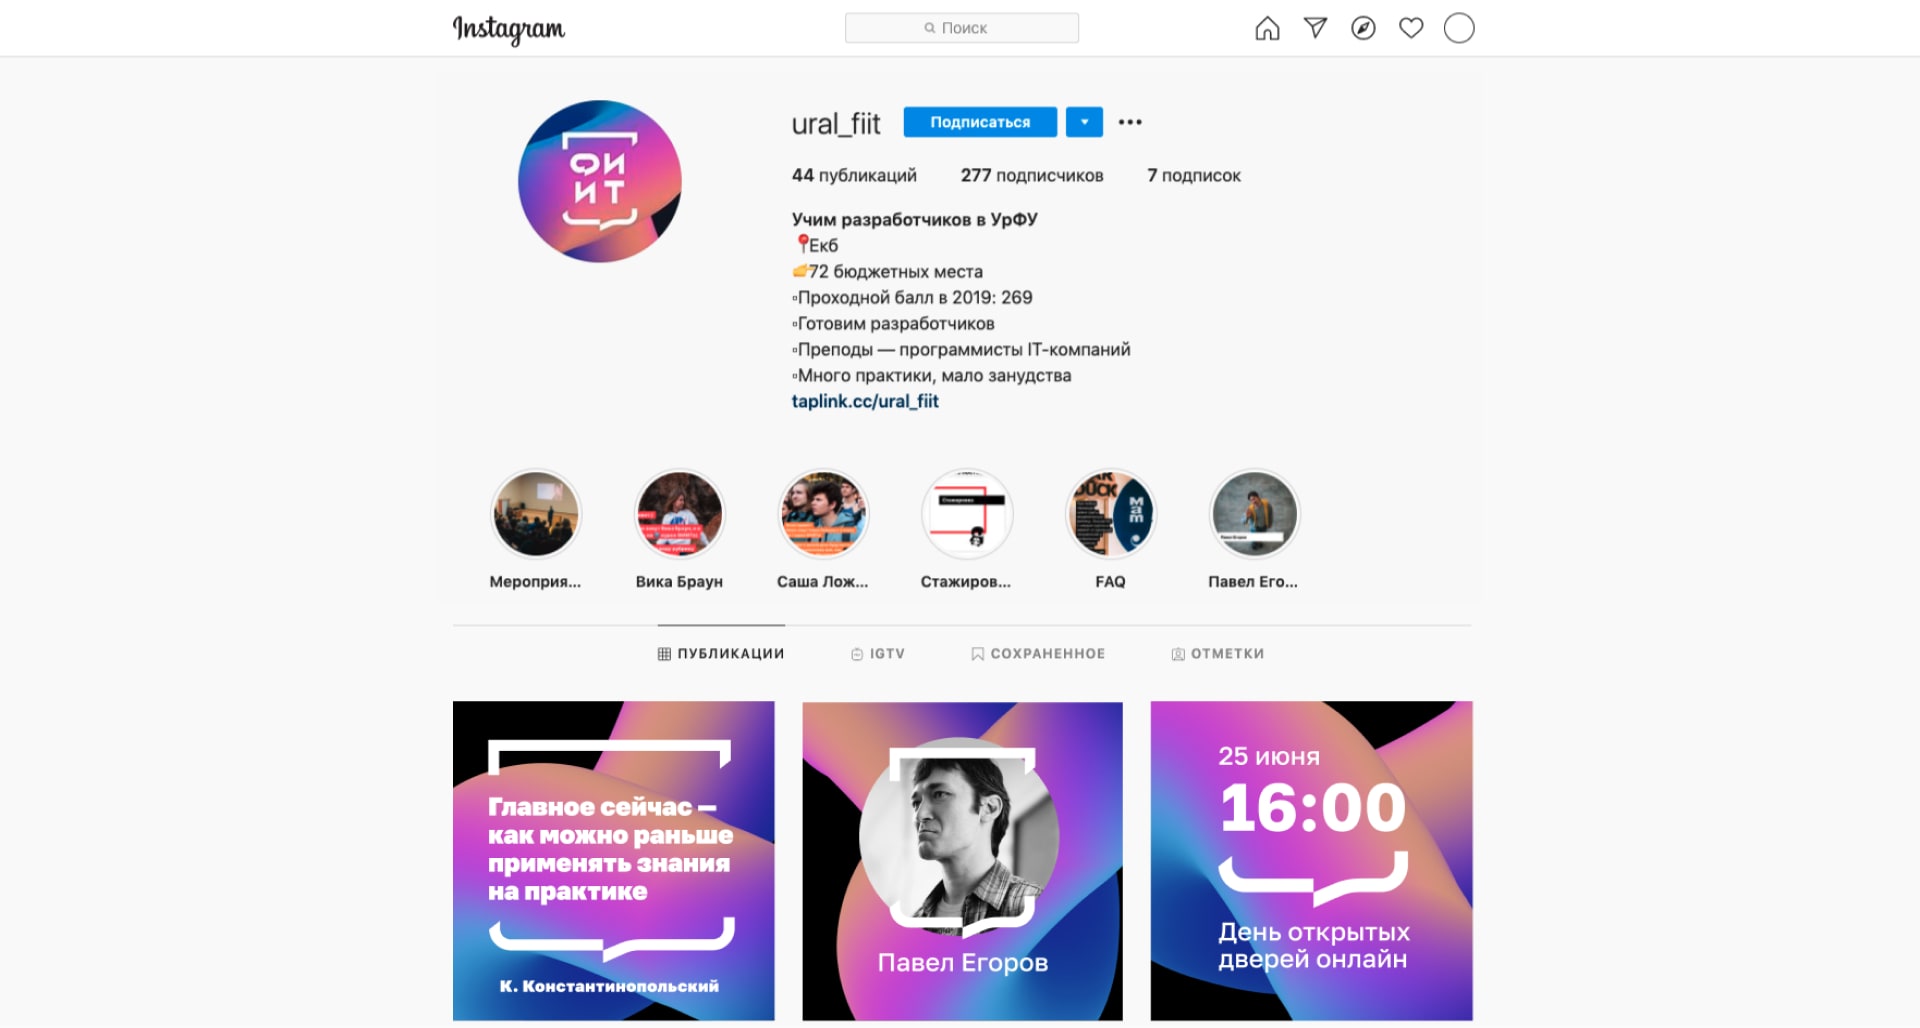 Instagram
Поиск
ФИ
ИТ
ural_fiit
Подписаться
44 публикаций 277 подписчиков 7 подписок
Учим разработчиков в УрФУ
📍Екб
👉72 бюджетных места
▫Проходной балл в 2019: 269
▫Готовим разработчиков
▫Преподы — программисты IT-компаний
▫Много практики, мало занудства
taplink.cc/ural_fiit
Мероприя...
Вика Браун
Саша Лож...
Стажиров...
FAQ
Павел Его...
ПУБЛИКАЦИИ
IGTV
СОХРАНЕННОЕ
ОТМЕТКИ
Главное сейчас —
как можно раньше
применять знания
на практике
К. Константинопольский
Павел Егоров
25 июня
16:00
День открытых
дверей онлайн